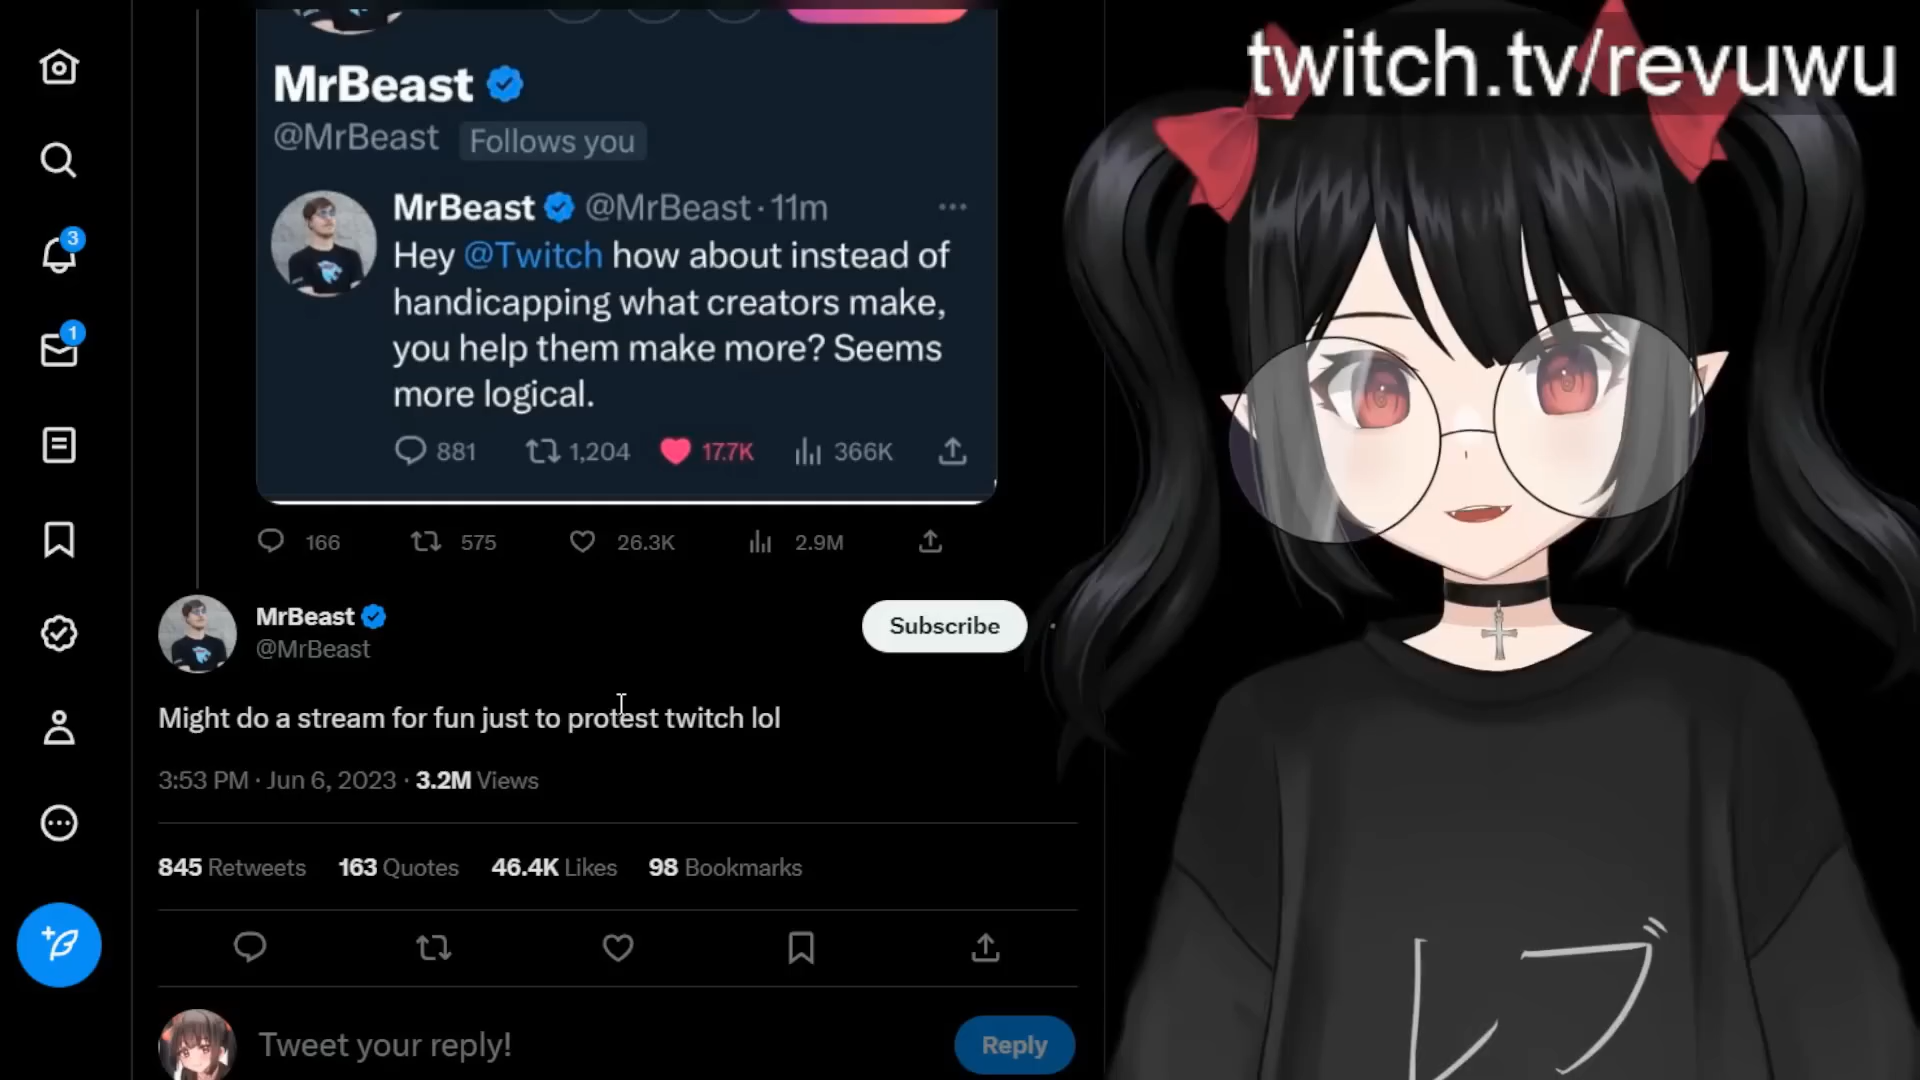 twitch.tv/revuwu
MrBeast
@MrBeast Follows you
MrBeast @MrBeast · 11m
Hey @Twitch how about instead of
handicapping what creators make,
you help them make more? Seems
more logical.
881 1,204 17.7K 366K
166 575 26.3K 2.9M
MrBeast
@MrBeast
Subscribe
Might do a stream for fun just to protest twitch lol
3:53 PM · Jun 6, 2023 · 3.2M Views
845 Retweets 163 Quotes 46.4K Likes 98 Bookmarks
Tweet your reply!
Reply
3
1
レブ